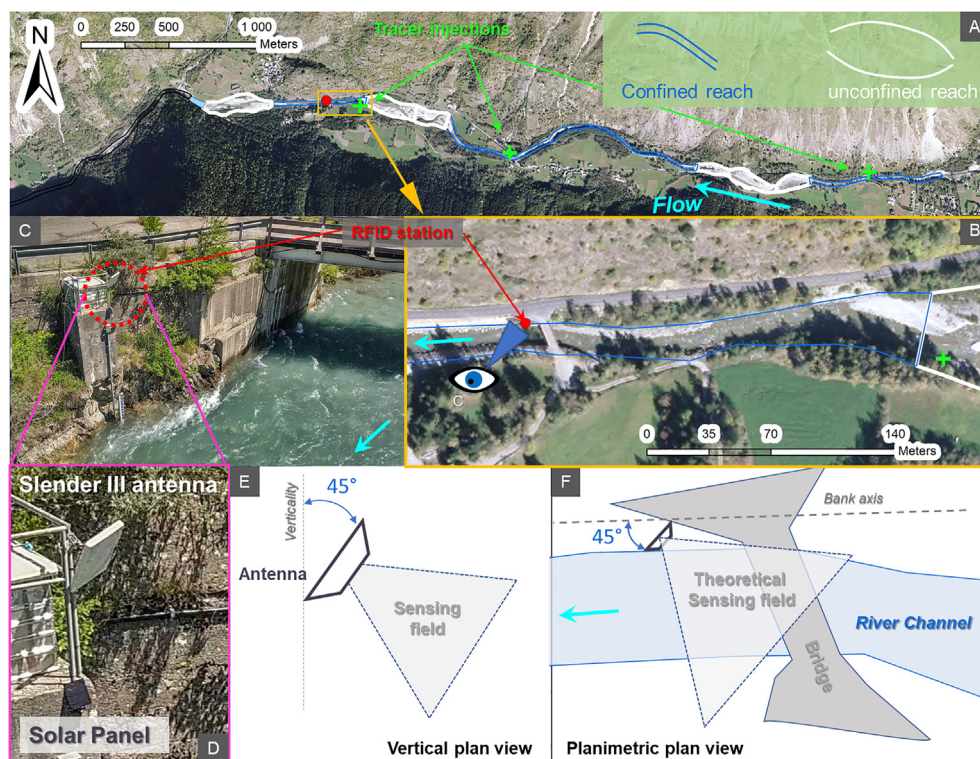 N
0 250 500 1 000
Meters
Tracer injections
A
Confined reach
unconfined reach
Flow
C
RFID station
B
C
0 35 70 140
Meters
Slender III antenna
Solar Panel
D
E
45°
Verticality
Antenna
Sensing
field
Vertical plan view
F
Bank axis
45°
Theoretical
Sensing field
River Channel
Bridge
Planimetric plan view